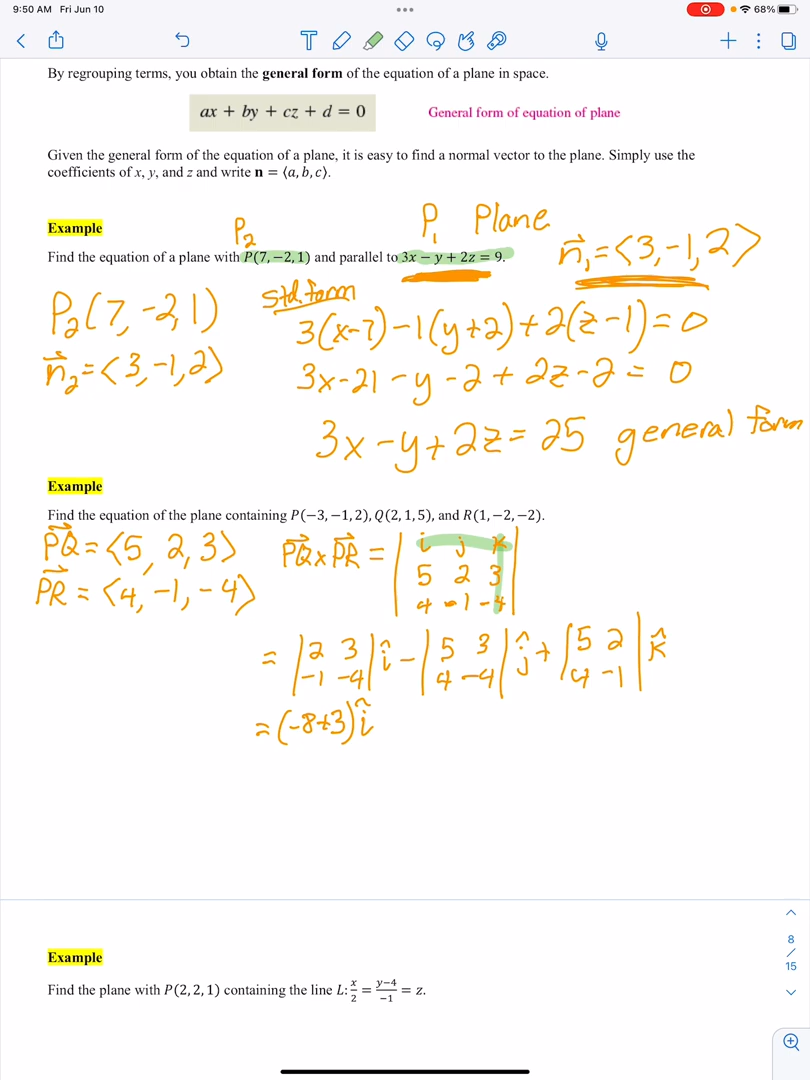 9:50 AM Fri Jun 10
68%
By regrouping terms, you obtain the general form of the equation of a plane in space.
ax + by + cz + d = 0 General form of equation of plane
Given the general form of the equation of a plane, it is easy to find a normal vector to the plane. Simply use the
coefficients of x, y, and z and write n = ⟨a, b, c⟩.
Example
P₂ P₁ Plane
Find the equation of a plane with P(7, −2, 1) and parallel to 3x − y + 2z = 9. n⃗₁ = <3, -1, 2>
P₂(7, -2, 1) std. form
3(x-7) - 1(y+2) + 2(z-1) = 0
n⃗₂ = <3, -1, 2> 3x - 21 - y - 2 + 2z - 2 = 0
3x - y + 2z = 25 general form
Example
Find the equation of the plane containing P(−3, −1, 2), Q(2, 1, 5), and R(1, −2, −2).
PQ⃗ = <5, 2, 3> PQ⃗ x PR⃗ = | i j k |
PR⃗ = <4, -1, -4> | 5 2 3 |
| 4 -1 -4 |
= | 2 3 | î - | 5 3 | ĵ + | 5 2 | k̂
| -1 -4 | | 4 -4 | | 4 -1 |
= (-8+3) î
8
/
15
Example
Find the plane with P(2, 2, 1) containing the line L: x/2 = y−4/−1 = z.